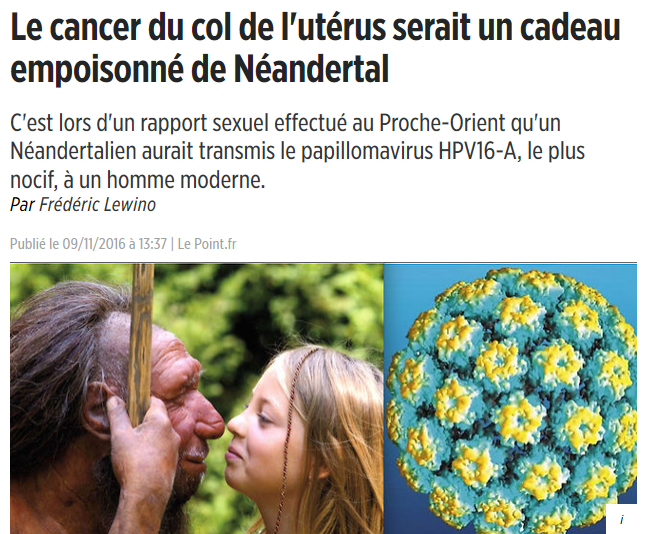 Le cancer du col de l'utérus serait un cadeau
empoisonné de Néandertal
C'est lors d'un rapport sexuel effectué au Proche-Orient qu'un
Néandertalien aurait transmis le papillomavirus HPV16-A, le plus
nocif, à un homme moderne.
Par Frédéric Lewino
Publié le 09/11/2016 à 13:37 | Le Point.fr
i